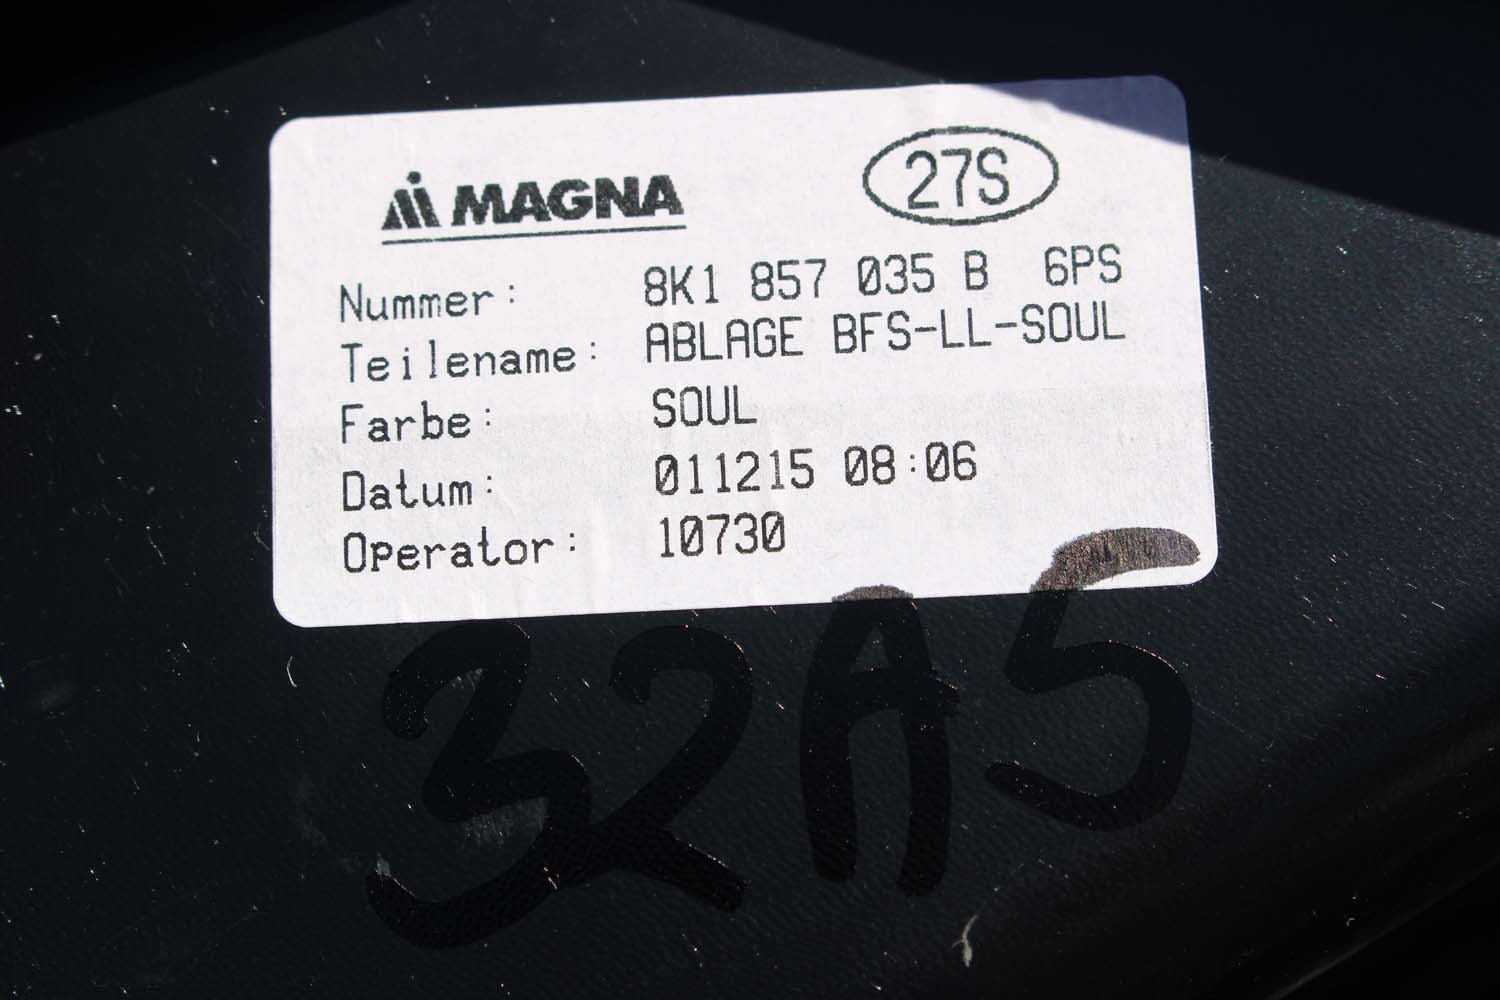 MAGNA
27S
Nummer: 8K1 857 035 B 6PS
Teilename: ABLAGE BFS-LL-SOUL
Farbe: SOUL
Datum: 011215 08:06
Operator: 10730
32A5